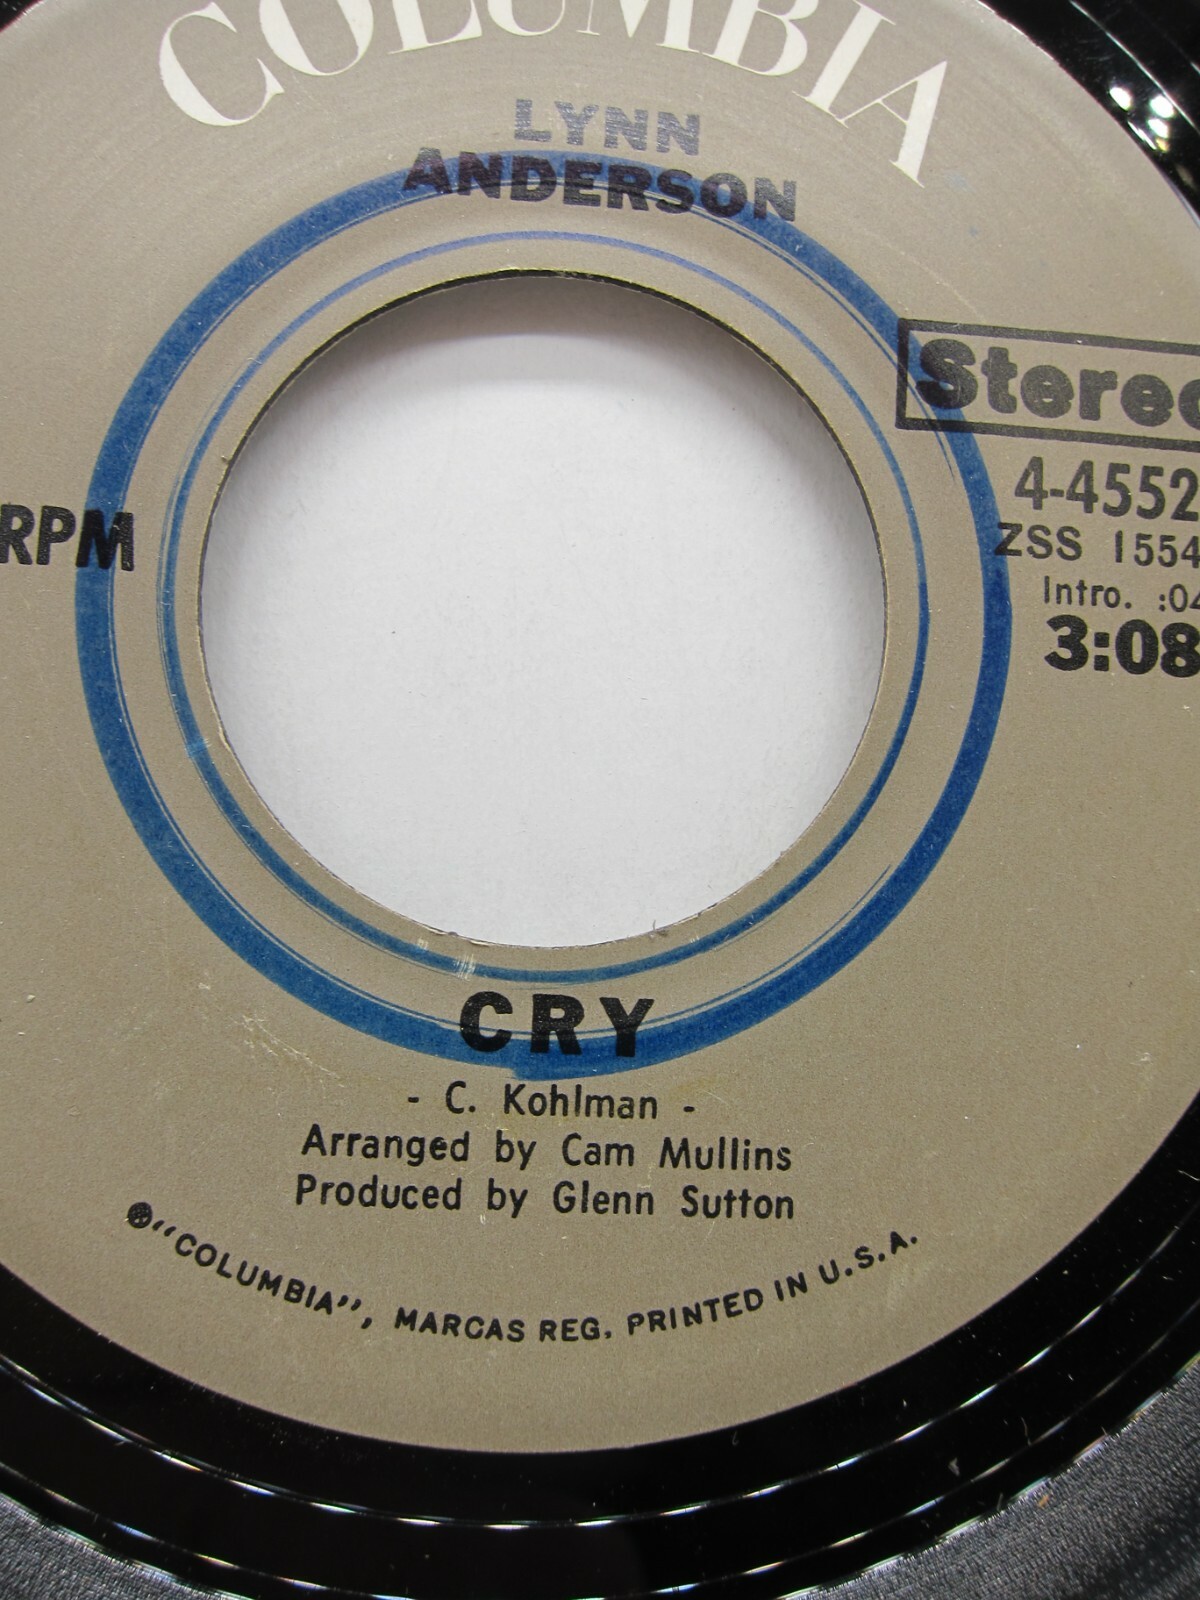 COLUMBIA
LYNN
ANDERSON
Stereo
4-4552
RPM
ZSS 1554
Intro. :04
3:08
CRY
- C. Kohlman -
Arranged by Cam Mullins
Produced by Glenn Sutton
"COLUMBIA", MARCAS REG. PRINTED IN U.S.A.